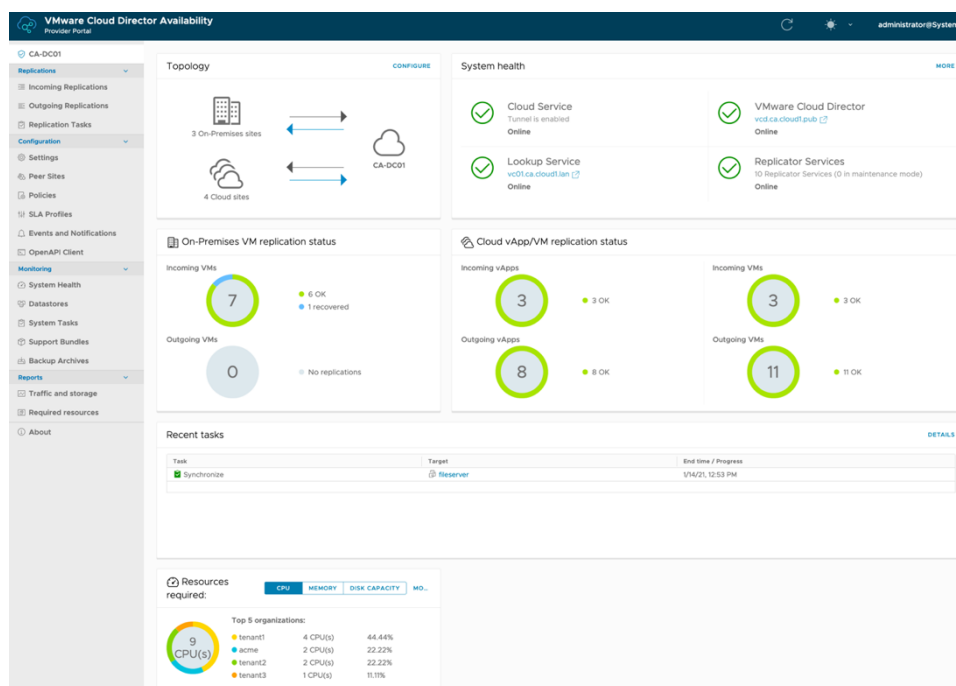 VMware Cloud Director Availability
Provider Portal
administrator@System
CA-DC01
Replications
Incoming Replications
Outgoing Replications
Replication Tasks
Configuration
Settings
Peer Sites
Policies
SLA Profiles
Events and Notifications
OpenAPI Client
Monitoring
System Health
Datastores
System Tasks
Support Bundles
Backup Archives
Reports
Traffic and storage
Required resources
About
Topology CONFIGURE
3 On-Premises sites
CA-DC01
4 Cloud sites
System health MORE
Cloud Service
Tunnel is enabled
Online
VMware Cloud Director
vcd.ca.cloud1.pub
Online
Lookup Service
vc01.ca.cloud1.lan
Online
Replicator Services
10 Replicator Services (0 in maintenance mode)
Online
On-Premises VM replication status
Incoming VMs
7
6 OK
1 recovered
Outgoing VMs
0
No replications
Cloud vApp/VM replication status
Incoming vApps
3
3 OK
Incoming VMs
3
3 OK
Outgoing vApps
8
8 OK
Outgoing VMs
11
11 OK
Recent tasks DETAILS
Task Target End time / Progress
Synchronize fileserver 1/14/21, 12:53 PM
Resources required:
CPU MEMORY DISK CAPACITY MO...
9
CPU(s)
Top 5 organizations:
tenant1 4 CPU(s) 44.44%
acme 2 CPU(s) 22.22%
tenant2 2 CPU(s) 22.22%
tenant3 1 CPU(s) 11.11%